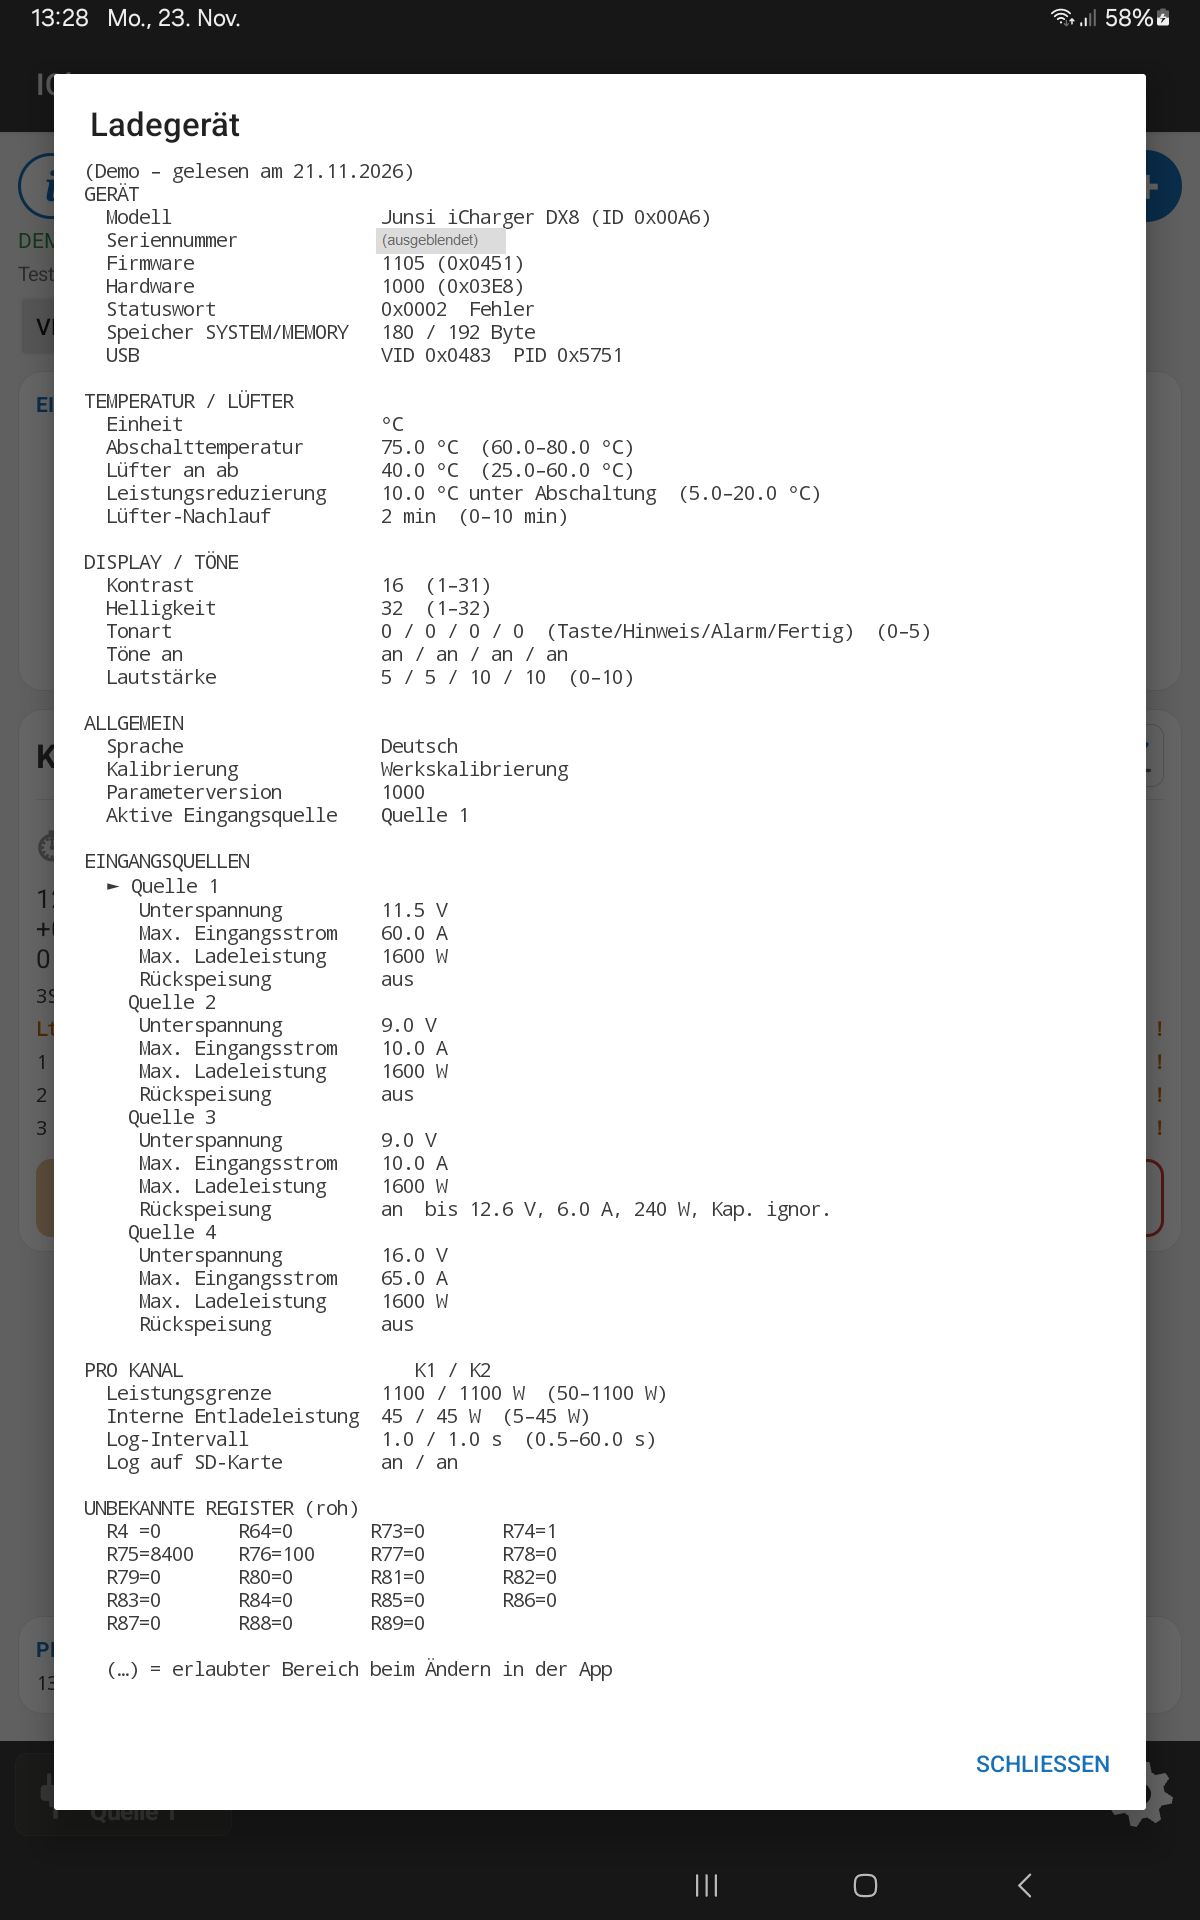 13:28 Mo., 23. Nov.
58%
Ladegerät
(Demo – gelesen am 21.11.2026)
GERÄT
Modell Junsi iCharger DX8 (ID 0x00A6)
Seriennummer (ausgeblendet)
Firmware 1105 (0x0451)
Hardware 1000 (0x03E8)
Statuswort 0x0002 Fehler
Speicher SYSTEM/MEMORY 180 / 192 Byte
USB VID 0x0483 PID 0x5751
TEMPERATUR / LÜFTER
Einheit °C
Abschalttemperatur 75.0 °C (60.0–80.0 °C)
Lüfter an ab 40.0 °C (25.0–60.0 °C)
Leistungsreduzierung 10.0 °C unter Abschaltung (5.0–20.0 °C)
Lüfter-Nachlauf 2 min (0–10 min)
DISPLAY / TÖNE
Kontrast 16 (1–31)
Helligkeit 32 (1–32)
Tonart 0 / 0 / 0 / 0 (Taste/Hinweis/Alarm/Fertig) (0–5)
Töne an an / an / an / an
Lautstärke 5 / 5 / 10 / 10 (0–10)
ALLGEMEIN
Sprache Deutsch
Kalibrierung Werkskalibrierung
Parameterversion 1000
Aktive Eingangsquelle Quelle 1
EINGANGSQUELLEN
► Quelle 1
Unterspannung 11.5 V
Max. Eingangsstrom 60.0 A
Max. Ladeleistung 1600 W
Rückspeisung aus
Quelle 2
Unterspannung 9.0 V
Max. Eingangsstrom 10.0 A
Max. Ladeleistung 1600 W
Rückspeisung aus
Quelle 3
Unterspannung 9.0 V
Max. Eingangsstrom 10.0 A
Max. Ladeleistung 1600 W
Rückspeisung an bis 12.6 V, 6.0 A, 240 W, Kap. ignor.
Quelle 4
Unterspannung 16.0 V
Max. Eingangsstrom 65.0 A
Max. Ladeleistung 1600 W
Rückspeisung aus
PRO KANAL K1 / K2
Leistungsgrenze 1100 / 1100 W (50–1100 W)
Interne Entladeleistung 45 / 45 W (5–45 W)
Log-Intervall 1.0 / 1.0 s (0.5–60.0 s)
Log auf SD-Karte an / an
UNBEKANNTE REGISTER (roh)
R4 =0 R64=0 R73=0 R74=1
R75=8400 R76=100 R77=0 R78=0
R79=0 R80=0 R81=0 R82=0
R83=0 R84=0 R85=0 R86=0
R87=0 R88=0 R89=0
(…) = erlaubter Bereich beim Ändern in der App
SCHLIESSEN
Quelle 1